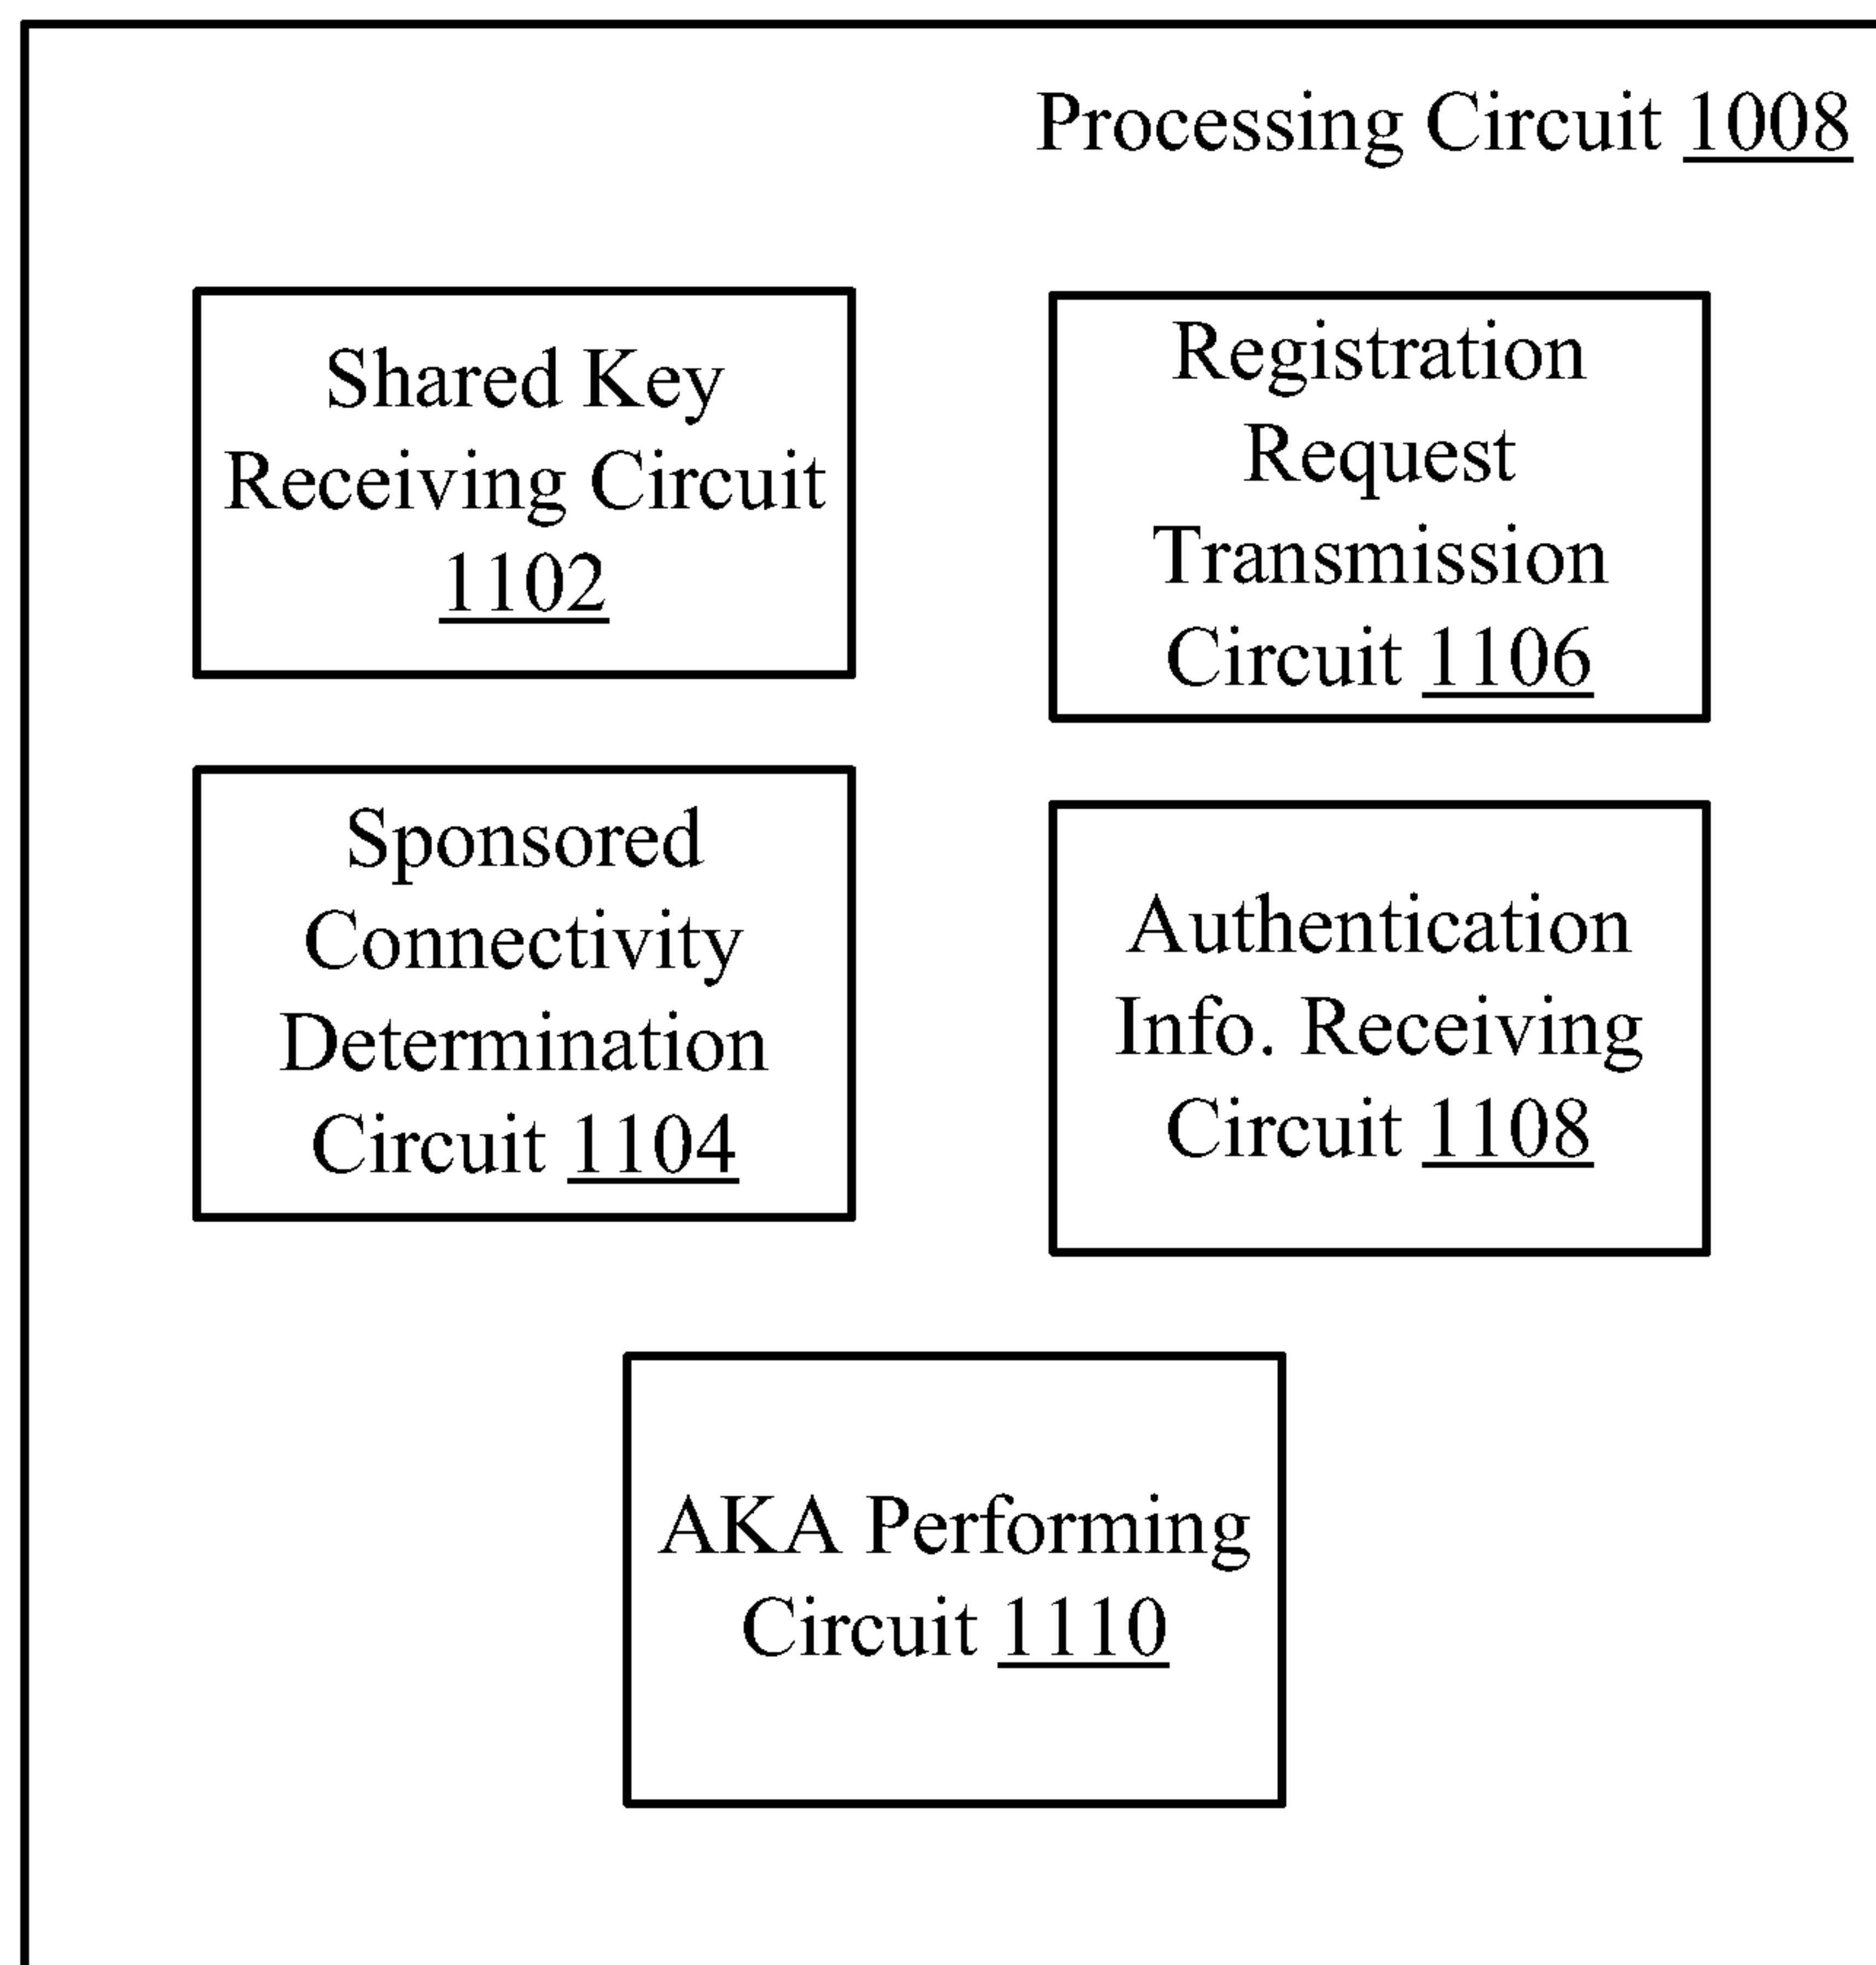 Processing Circuit 1008
Shared Key
Receiving Circuit
1102
Registration
Request
Transmission
Circuit 1106
Sponsored
Connectivity
Determination
Circuit 1104
Authentication
Info. Receiving
Circuit 1108
AKA Performing
Circuit 1110